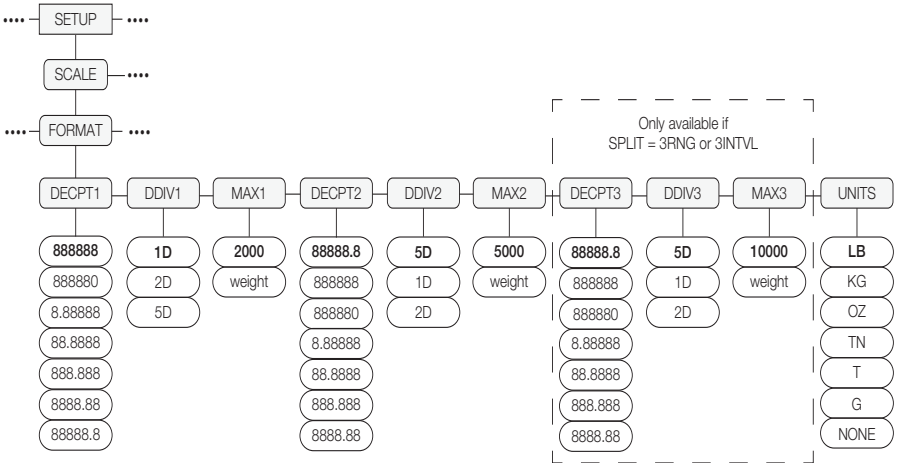 SETUP
SCALE
FORMAT
Only available if
SPLIT = 3RNG or 3INTVL
DECPT1 DDIV1 MAX1 DECPT2 DDIV2 MAX2 DECPT3 DDIV3 MAX3 UNITS
888888 1D 2000 88888.8 5D 5000 88888.8 5D 10000 LB
888880 2D weight 888888 1D weight 888888 1D weight KG
8.88888 5D 888880 2D 888880 2D OZ
88.8888 8.88888 8.88888 TN
888.888 88.8888 88.8888 T
8888.88 888.888 888.888 G
88888.8 8888.88 8888.88 NONE